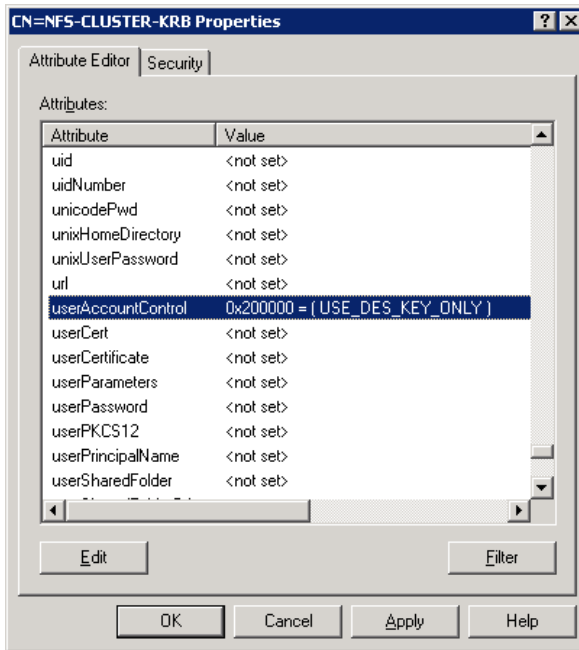 CN=NFS-CLUSTER-KRB Properties
Attribute Editor Security
Attributes:
Attribute Value
uid <not set>
uidNumber <not set>
unicodePwd <not set>
unixHomeDirectory <not set>
unixUserPassword <not set>
url <not set>
userAccountControl 0x200000 = ( USE_DES_KEY_ONLY )
userCert <not set>
userCertificate <not set>
userParameters <not set>
userPassword <not set>
userPKCS12 <not set>
userPrincipalName <not set>
userSharedFolder <not set>
Edit Filter
OK Cancel Apply Help